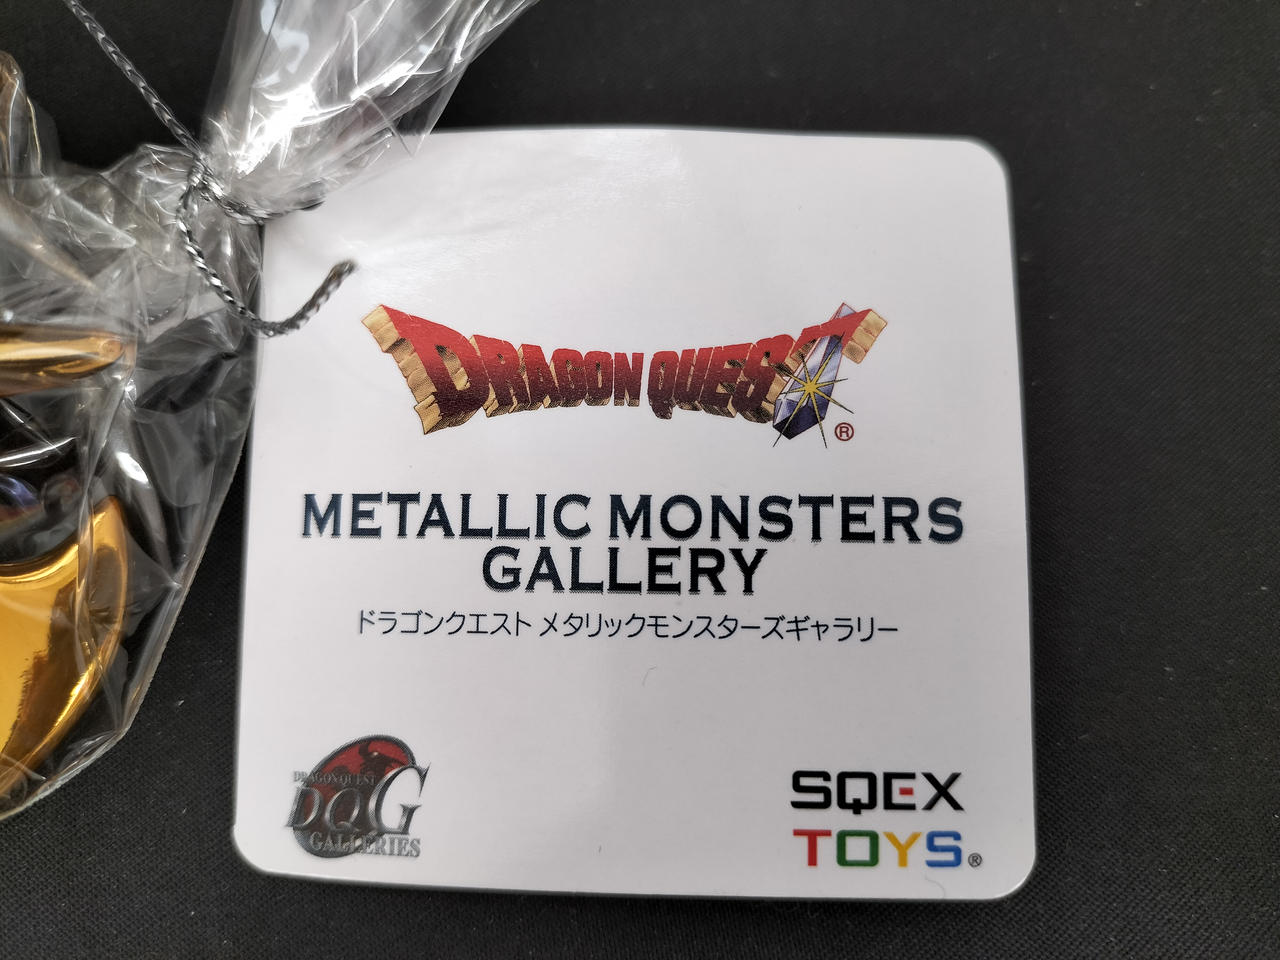 DRAGON QUEST®
METALLIC MONSTERS
GALLERY
ドラゴンクエスト メタリックモンスターズギャラリー
DRAGON QUEST
DQG
GALLERIES
SQEX
TOYS®